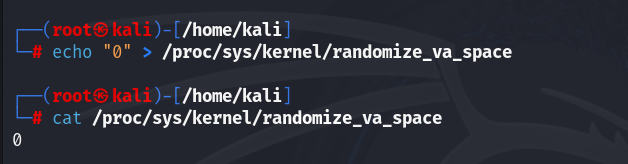 ┌──(root㉿kali)-[/home/kali]
└─# echo "0" > /proc/sys/kernel/randomize_va_space
┌──(root㉿kali)-[/home/kali]
└─# cat /proc/sys/kernel/randomize_va_space
0